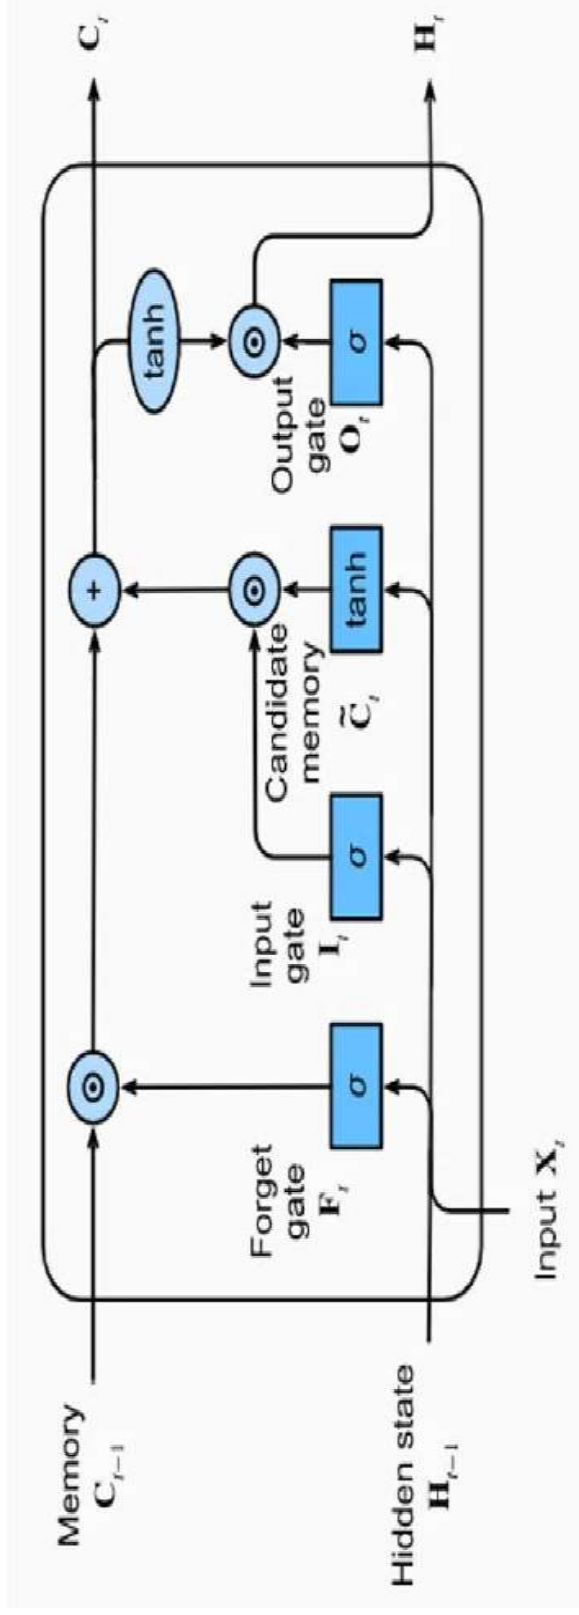 Memory
C_{t-1}
Hidden state
H_{t-1}
Input X_t
Forget
gate
F_t
σ
Input
gate
I_t
σ
Candidate
memory
C̃_t
tanh
Output
gate
O_t
σ
tanh
+
C_t
H_t